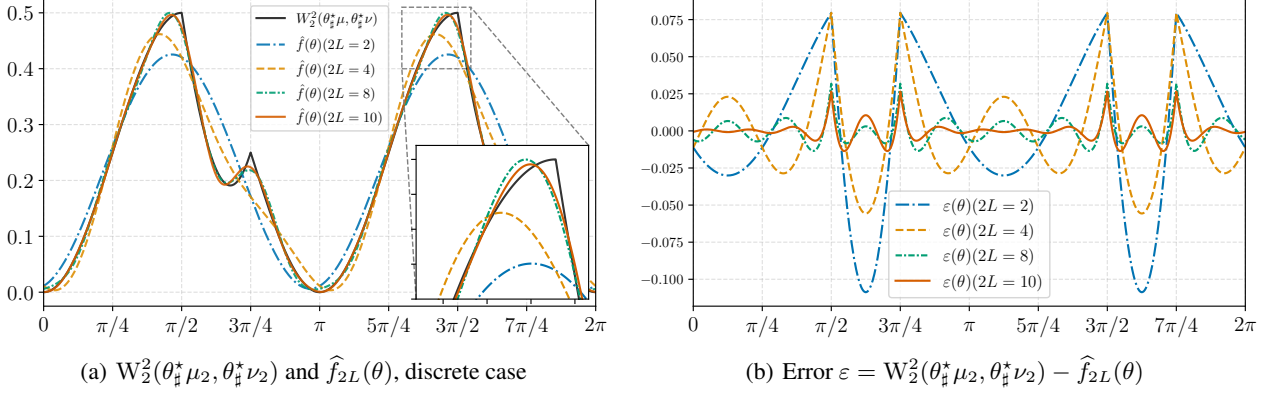 0.5
0.4
0.3
0.2
0.1
0.0
0
π/4
π/2
3π/4
π
5π/4
3π/2
7π/4
2π
W₂²(θ♯*μ, θ♯*ν)
f̂(θ)(2L = 2)
f̂(θ)(2L = 4)
f̂(θ)(2L = 8)
f̂(θ)(2L = 10)
(a) W₂²(θ♯*μ₂, θ♯*ν₂) and f̂₂L(θ), discrete case
0.075
0.050
0.025
0.000
−0.025
−0.050
−0.075
−0.100
0
π/4
π/2
3π/4
π
5π/4
3π/2
7π/4
2π
ε(θ)(2L = 2)
ε(θ)(2L = 4)
ε(θ)(2L = 8)
ε(θ)(2L = 10)
(b) Error ε = W₂²(θ♯*μ₂, θ♯*ν₂) − f̂₂L(θ)